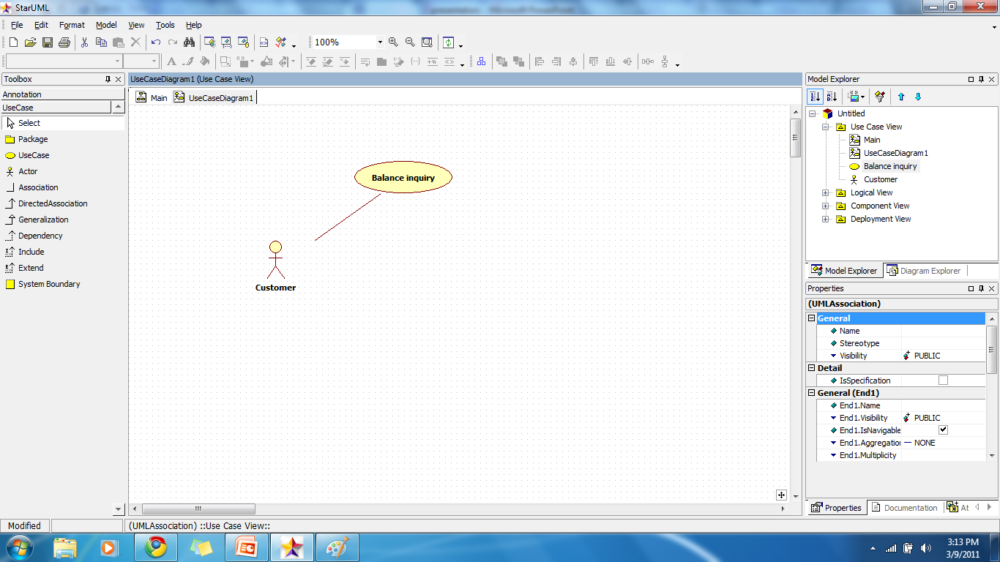 StarUML
presentation - Microsoft PowerPoint
File Edit Format Model View Tools Help
100%
Toolbox
Annotation
UseCase
Select
Package
UseCase
Actor
Association
DirectedAssociation
Generalization
Dependency
Include
Extend
System Boundary
UseCaseDiagram1 (Use Case View)
Main UseCaseDiagram1
Balance inquiry
Customer
Model Explorer
Untitled
Use Case View
Main
UseCaseDiagram1
Balance inquiry
Customer
Logical View
Component View
Deployment View
Model Explorer Diagram Explorer
Properties
(UMLAssociation)
General
Name
Stereotype
Visibility PUBLIC
Detail
IsSpecification
General (End1)
End1.Name
End1.Visibility PUBLIC
End1.IsNavigable
End1.Aggregation NONE
End1.Multiplicity
Properties Documentation At
Modified
(UMLAssociation) ::Use Case View::
3:13 PM
3/9/2011